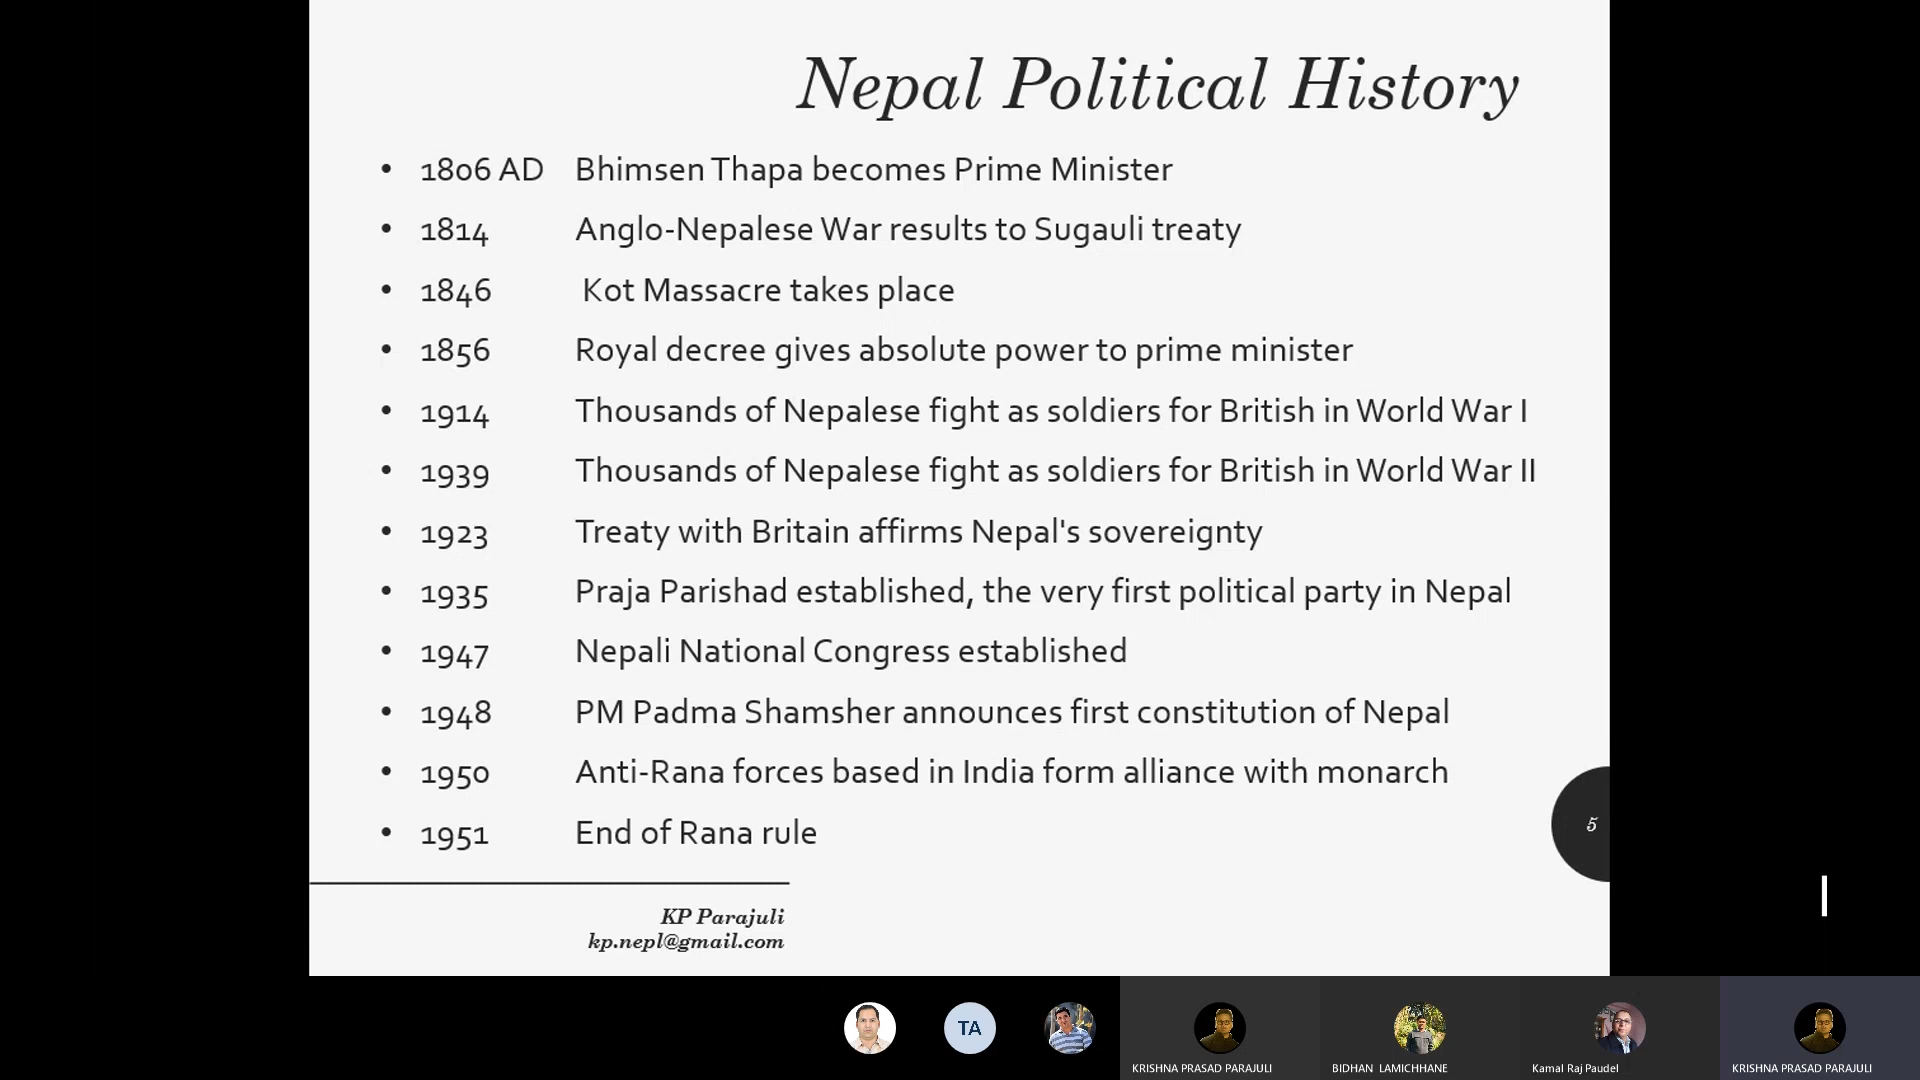 Nepal Political History
• 1806 AD Bhimsen Thapa becomes Prime Minister
• 1814 Anglo-Nepalese War results to Sugauli treaty
• 1846 Kot Massacre takes place
• 1856 Royal decree gives absolute power to prime minister
• 1914 Thousands of Nepalese fight as soldiers for British in World War I
• 1939 Thousands of Nepalese fight as soldiers for British in World War II
• 1923 Treaty with Britain affirms Nepal's sovereignty
• 1935 Praja Parishad established, the very first political party in Nepal
• 1947 Nepali National Congress established
• 1948 PM Padma Shamsher announces first constitution of Nepal
• 1950 Anti-Rana forces based in India form alliance with monarch
• 1951 End of Rana rule
5
KP Parajuli
kp.nepl@gmail.com
TA
KRISHNA PRASAD PARAJULI
BIDHAN LAMICHHANE
Kamal Raj Paudel
KRISHNA PRASAD PARAJULI